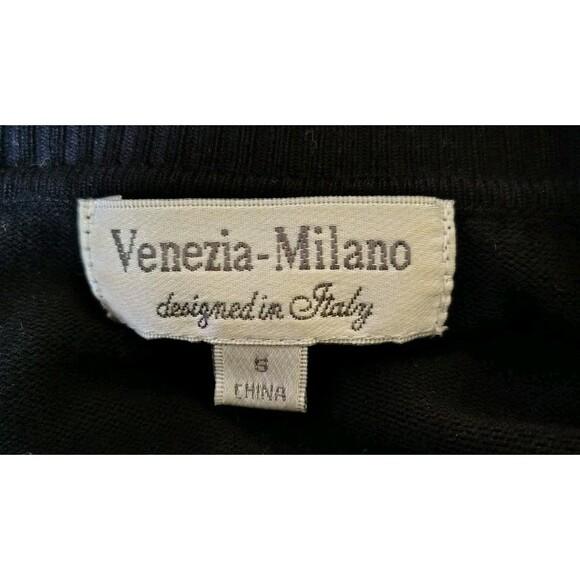 Venezia-Milano
designed in Italy
S
CHINA